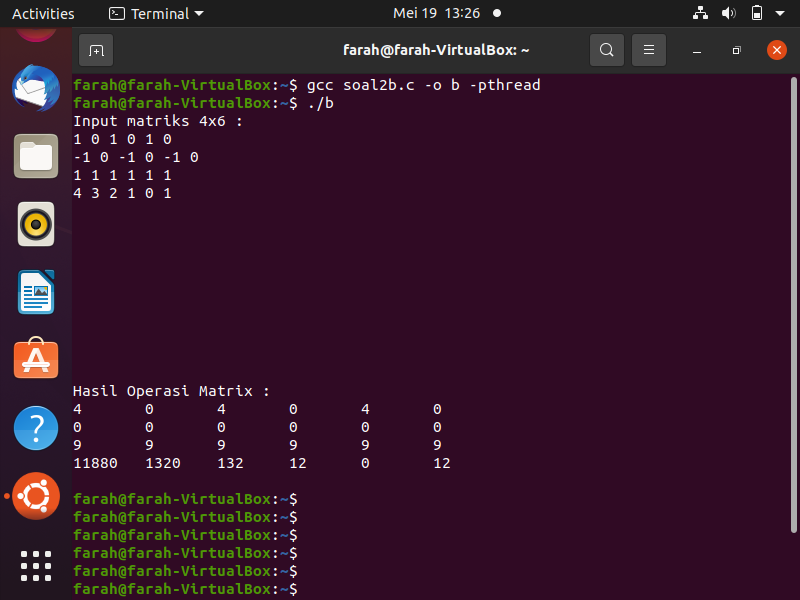 Activities Terminal Mei 19 13:26
farah@farah-VirtualBox: ~
farah@farah-VirtualBox:~$ gcc soal2b.c -o b -pthread
farah@farah-VirtualBox:~$ ./b
Input matriks 4x6 :
1 0 1 0 1 0
-1 0 -1 0 -1 0
1 1 1 1 1 1
4 3 2 1 0 1
Hasil Operasi Matrix :
4 0 4 0 4 0
0 0 0 0 0 0
9 9 9 9 9 9
11880 1320 132 12 0 12
farah@farah-VirtualBox:~$
farah@farah-VirtualBox:~$
farah@farah-VirtualBox:~$
farah@farah-VirtualBox:~$
farah@farah-VirtualBox:~$
farah@farah-VirtualBox:~$